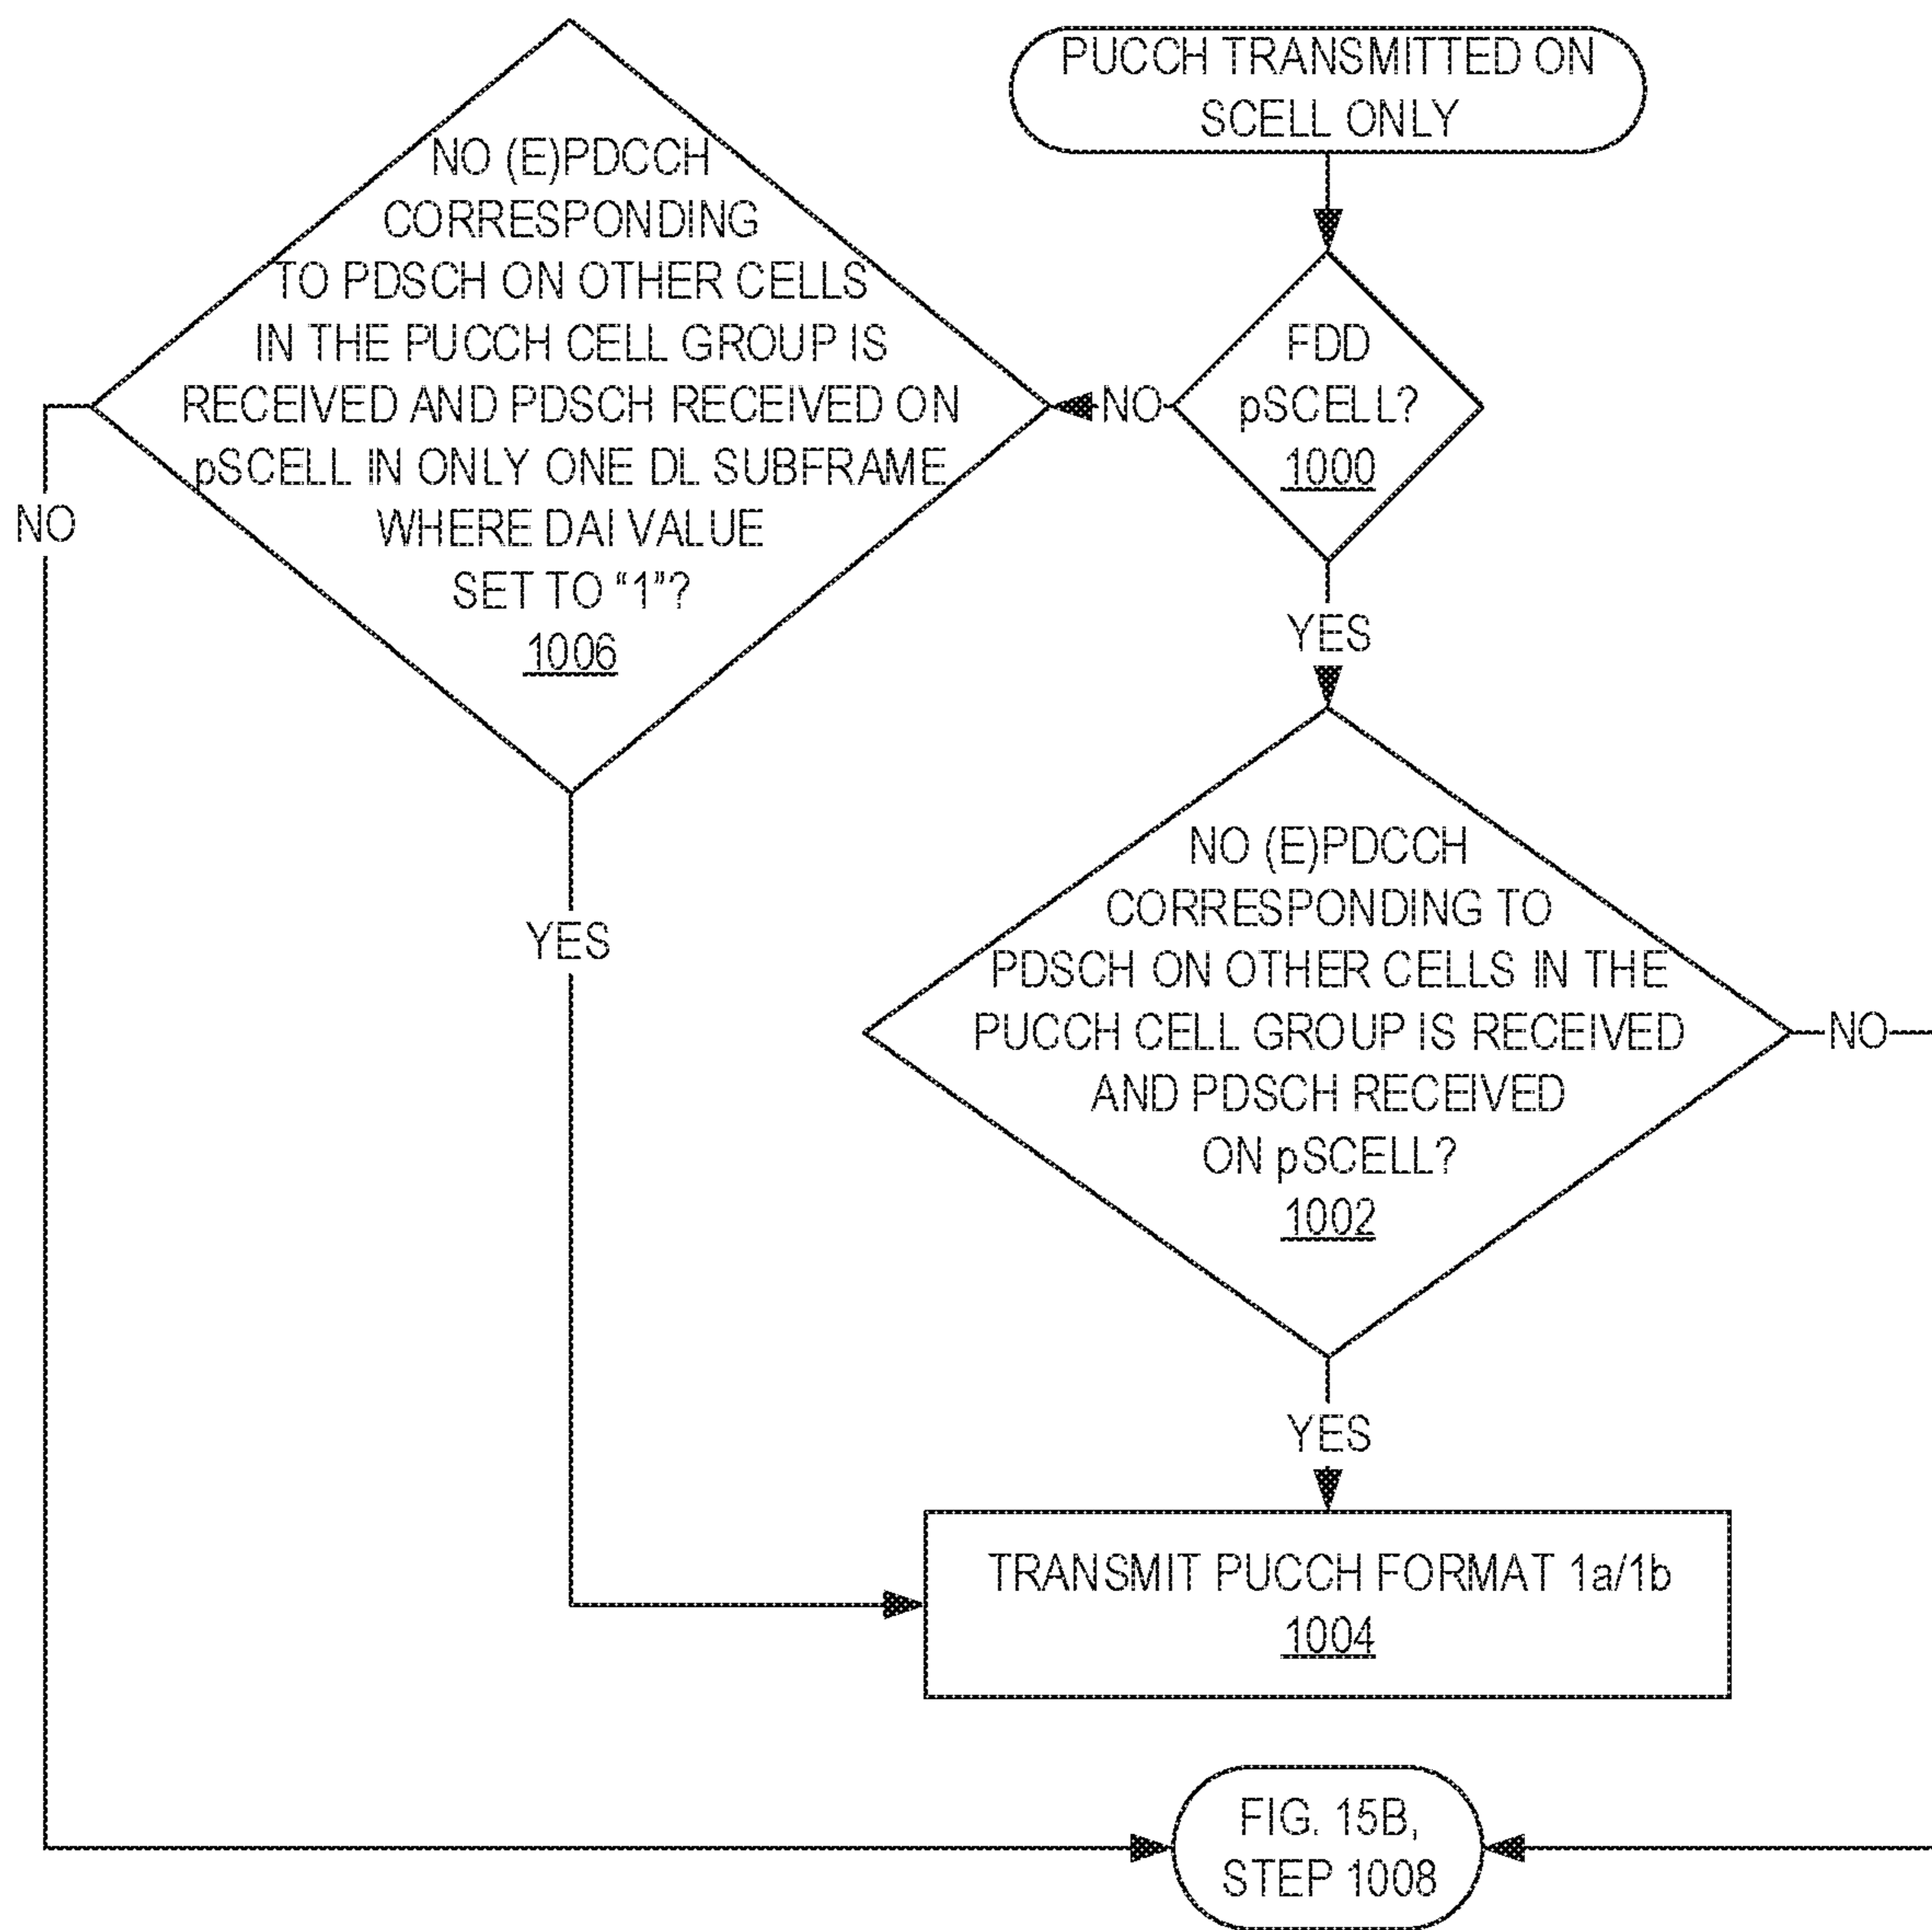 PUCCH TRANSMITTED ON
SCELL ONLY
FDD
pSCELL?
1000
NO
YES
NO (E)PDCCH
CORRESPONDING
TO PDSCH ON OTHER CELLS
IN THE PUCCH CELL GROUP IS
RECEIVED AND PDSCH RECEIVED ON
pSCELL IN ONLY ONE DL SUBFRAME
WHERE DAI VALUE
SET TO “1”?
1006
NO
YES
NO (E)PDCCH
CORRESPONDING TO
PDSCH ON OTHER CELLS IN THE
PUCCH CELL GROUP IS RECEIVED
AND PDSCH RECEIVED
ON pSCELL?
1002
NO
YES
TRANSMIT PUCCH FORMAT 1a/1b
1004
FIG. 15B,
STEP 1008